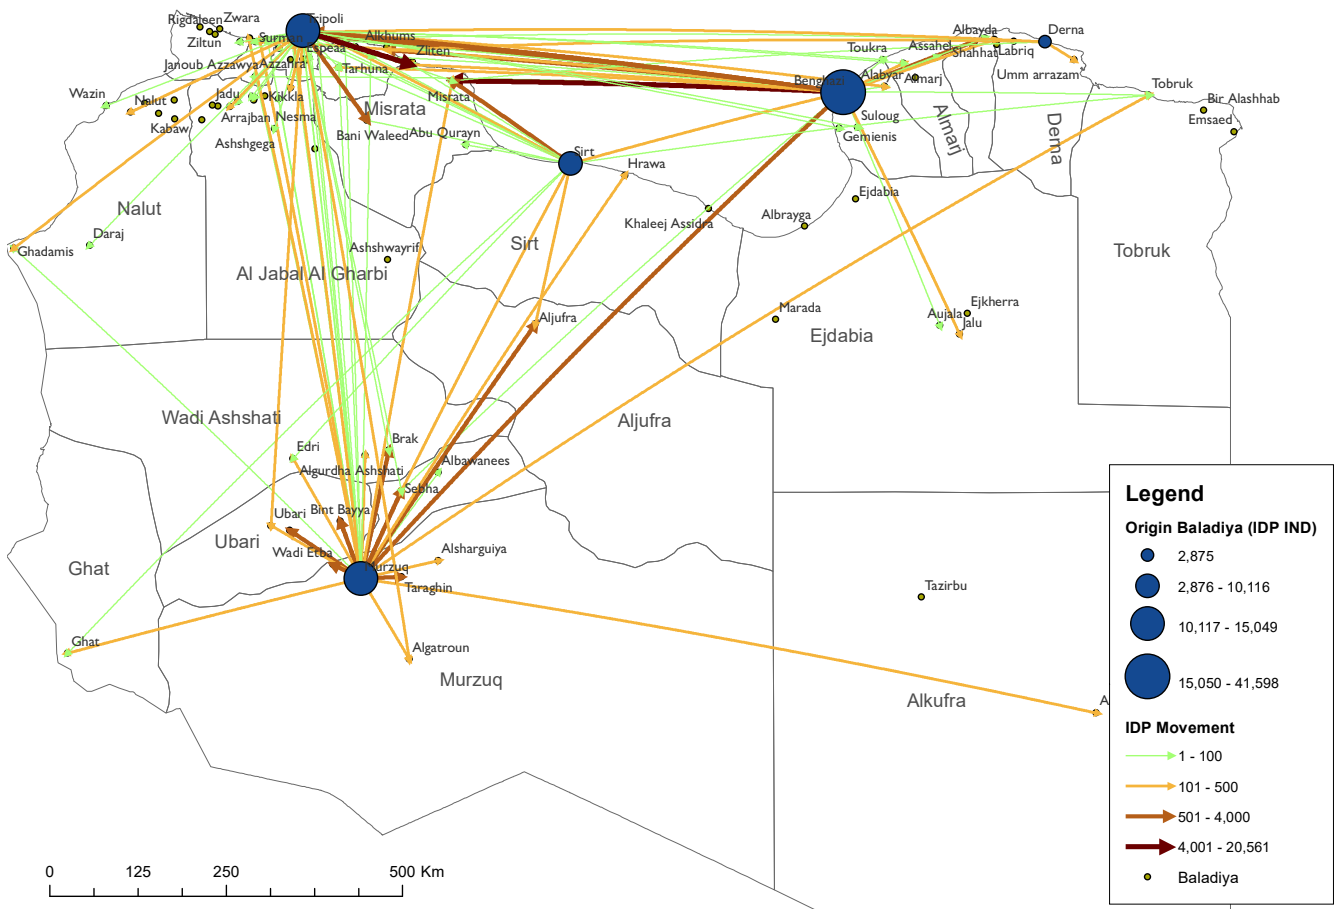 Rigdaleen
Zwara
Tripoli
Ziltun
Surman
Espeaa
Alkhums
Zliten
Janoub Azzawya
Azzahra
Tarhuna
Misrata
Misrata
Wazin
Nalut
Jadu
Kikkla
Kabaw
Arrajban
Nesma
Bani Waleed
Abu Qurayn
Ashshgega
Sirt
Hrawa
Khaleej Assidra
Albrayga
Ejdabia
Benghazi
Toukra
Assahel
Albayda
Shahhat
Labriq
Derna
Umm arrazam
Alabyar
Almarj
Suloug
Gemienis
Almarj
Derna
Tobruk
Bir Alashhab
Emsaed
Nalut
Daraj
Ghadamis
Ashshwayrif
Al Jabal Al Gharbi
Sirt
Tobruk
Aljufra
Marada
Ejdabia
Ejkherra
Aujala
Jalu
Wadi Ashshati
Aljufra
Edri
Brak
Algurdha Ashshati
Albawanees
Sebha
Ubari
Bint Bayya
Ubari
Wadi Etba
Alsharguiya
Murzuq
Taraghin
Ghat
Ghat
Algatroun
Murzuq
Tazirbu
Alkufra
A
Legend
Origin Baladiya (IDP IND)
2,875
2,876 - 10,116
10,117 - 15,049
15,050 - 41,598
IDP Movement
1 - 100
101 - 500
501 - 4,000
4,001 - 20,561
Baladiya
0 125 250 500 Km